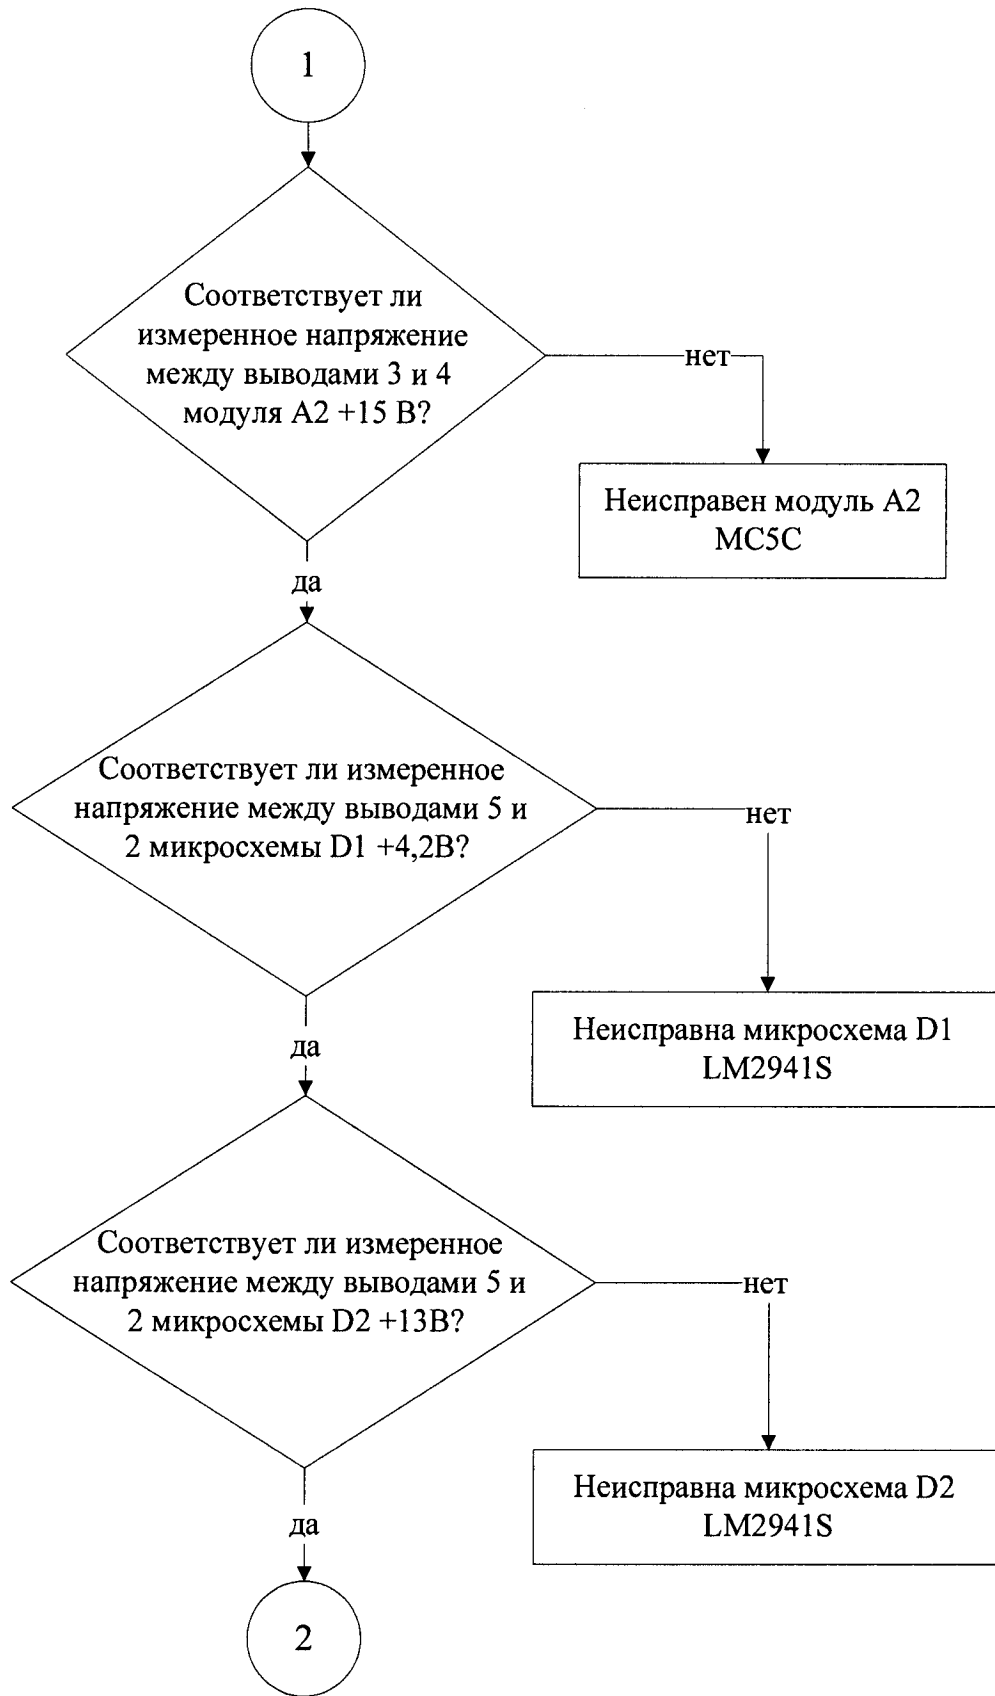 1
Соответствует ли
измеренное напряжение
между выводами 3 и 4
модуля А2 +15 В?
нет
Неисправен модуль А2
МС5С
да
Соответствует ли измеренное
напряжение между выводами 5 и
2 микросхемы D1 +4,2В?
нет
Неисправна микросхема D1
LM2941S
да
Соответствует ли измеренное
напряжение между выводами 5 и
2 микросхемы D2 +13В?
нет
Неисправна микросхема D2
LM2941S
да
2